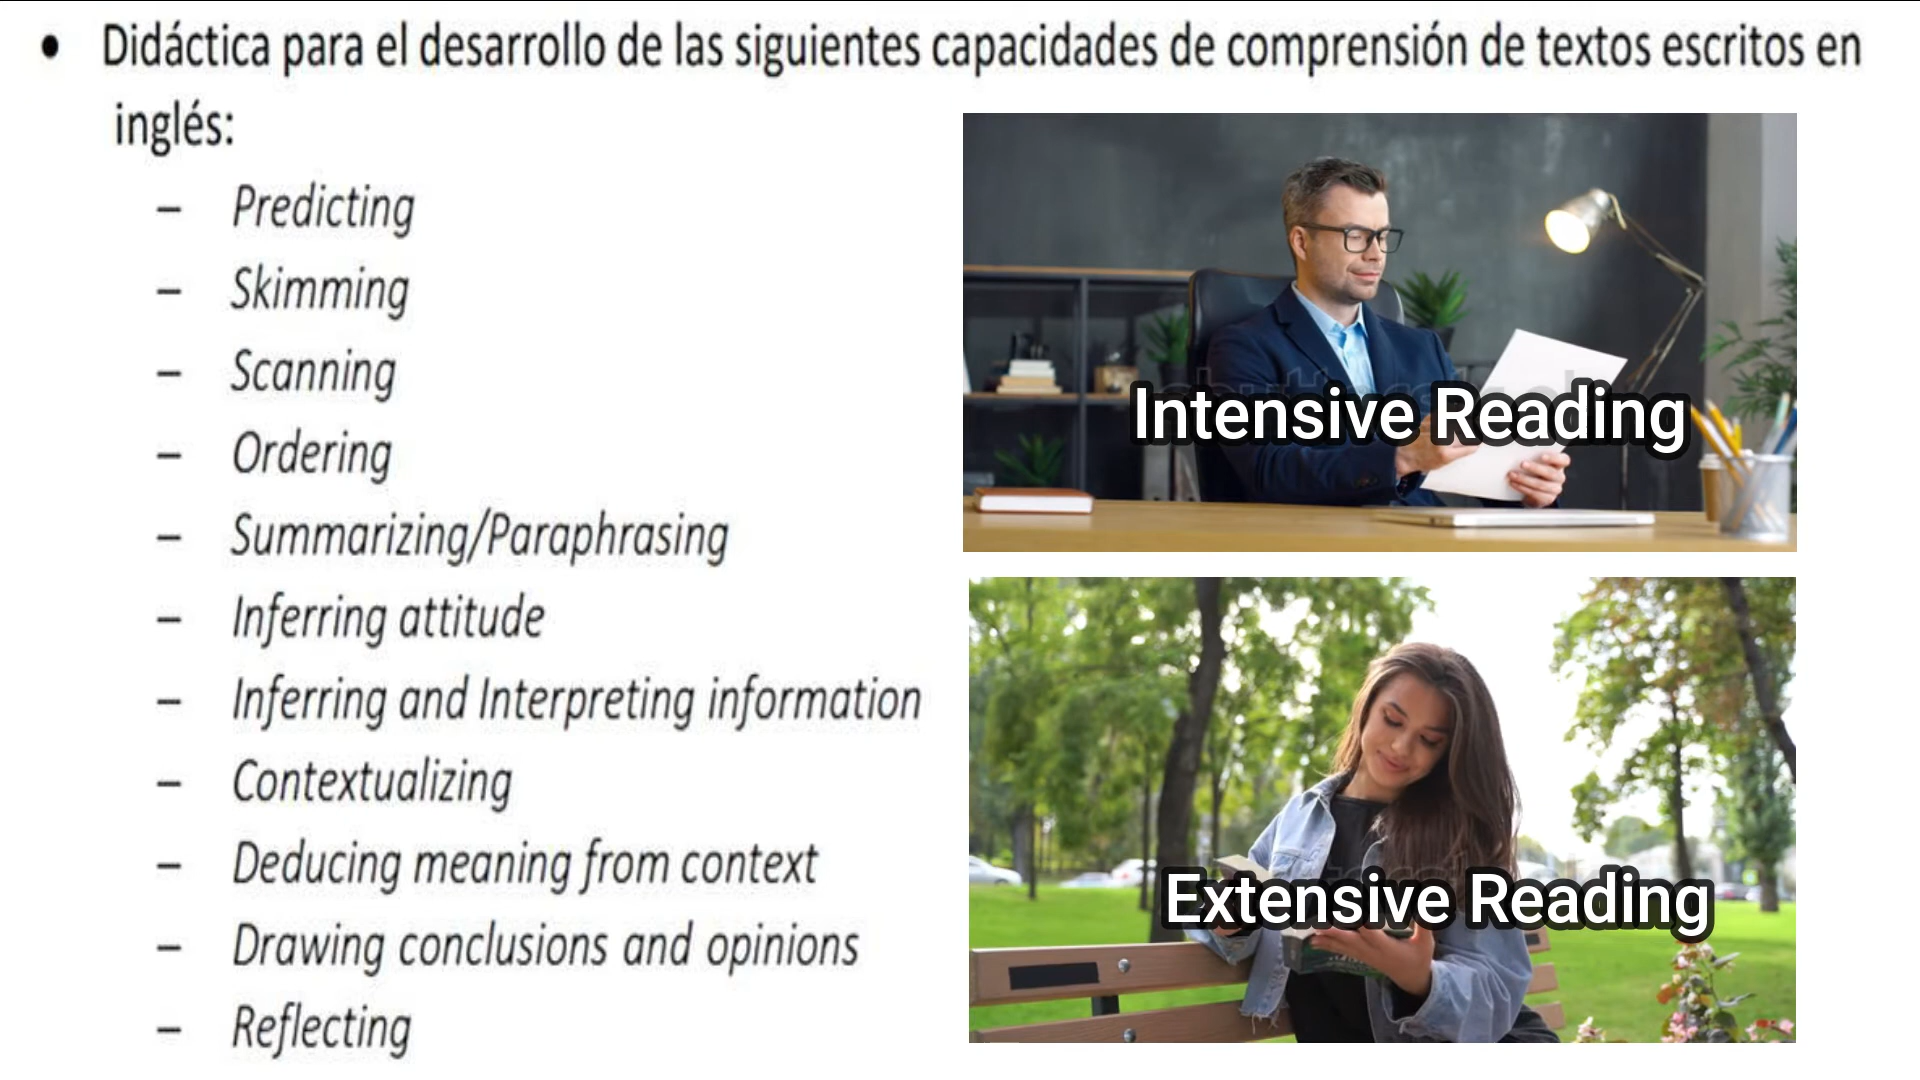 • Didáctica para el desarrollo de las siguientes capacidades de comprensión de textos escritos en
inglés:
– Predicting
– Skimming
– Scanning
– Ordering
– Summarizing/Paraphrasing
– Inferring attitude
– Inferring and Interpreting information
– Contextualizing
– Deducing meaning from context
– Drawing conclusions and opinions
– Reflecting
Intensive Reading
Extensive Reading